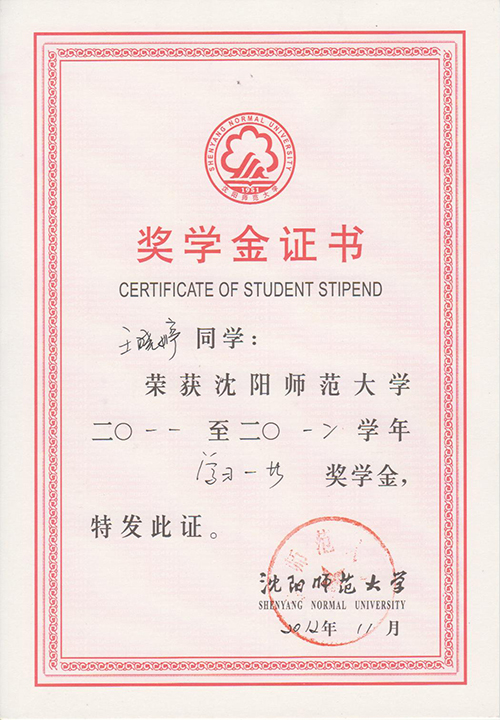 SHENYANG NORMAL UNIVERSITY
1951
沈阳师范大学
奖学金证书
CERTIFICATE OF STUDENT STIPEND
王晓婷 同学：
荣获沈阳师范大学
二〇一一 至二〇一二 学年
学习一等 奖学金，
特发此证。
沈阳师范大学
SHENYANG NORMAL UNIVERSITY
2012年 11月